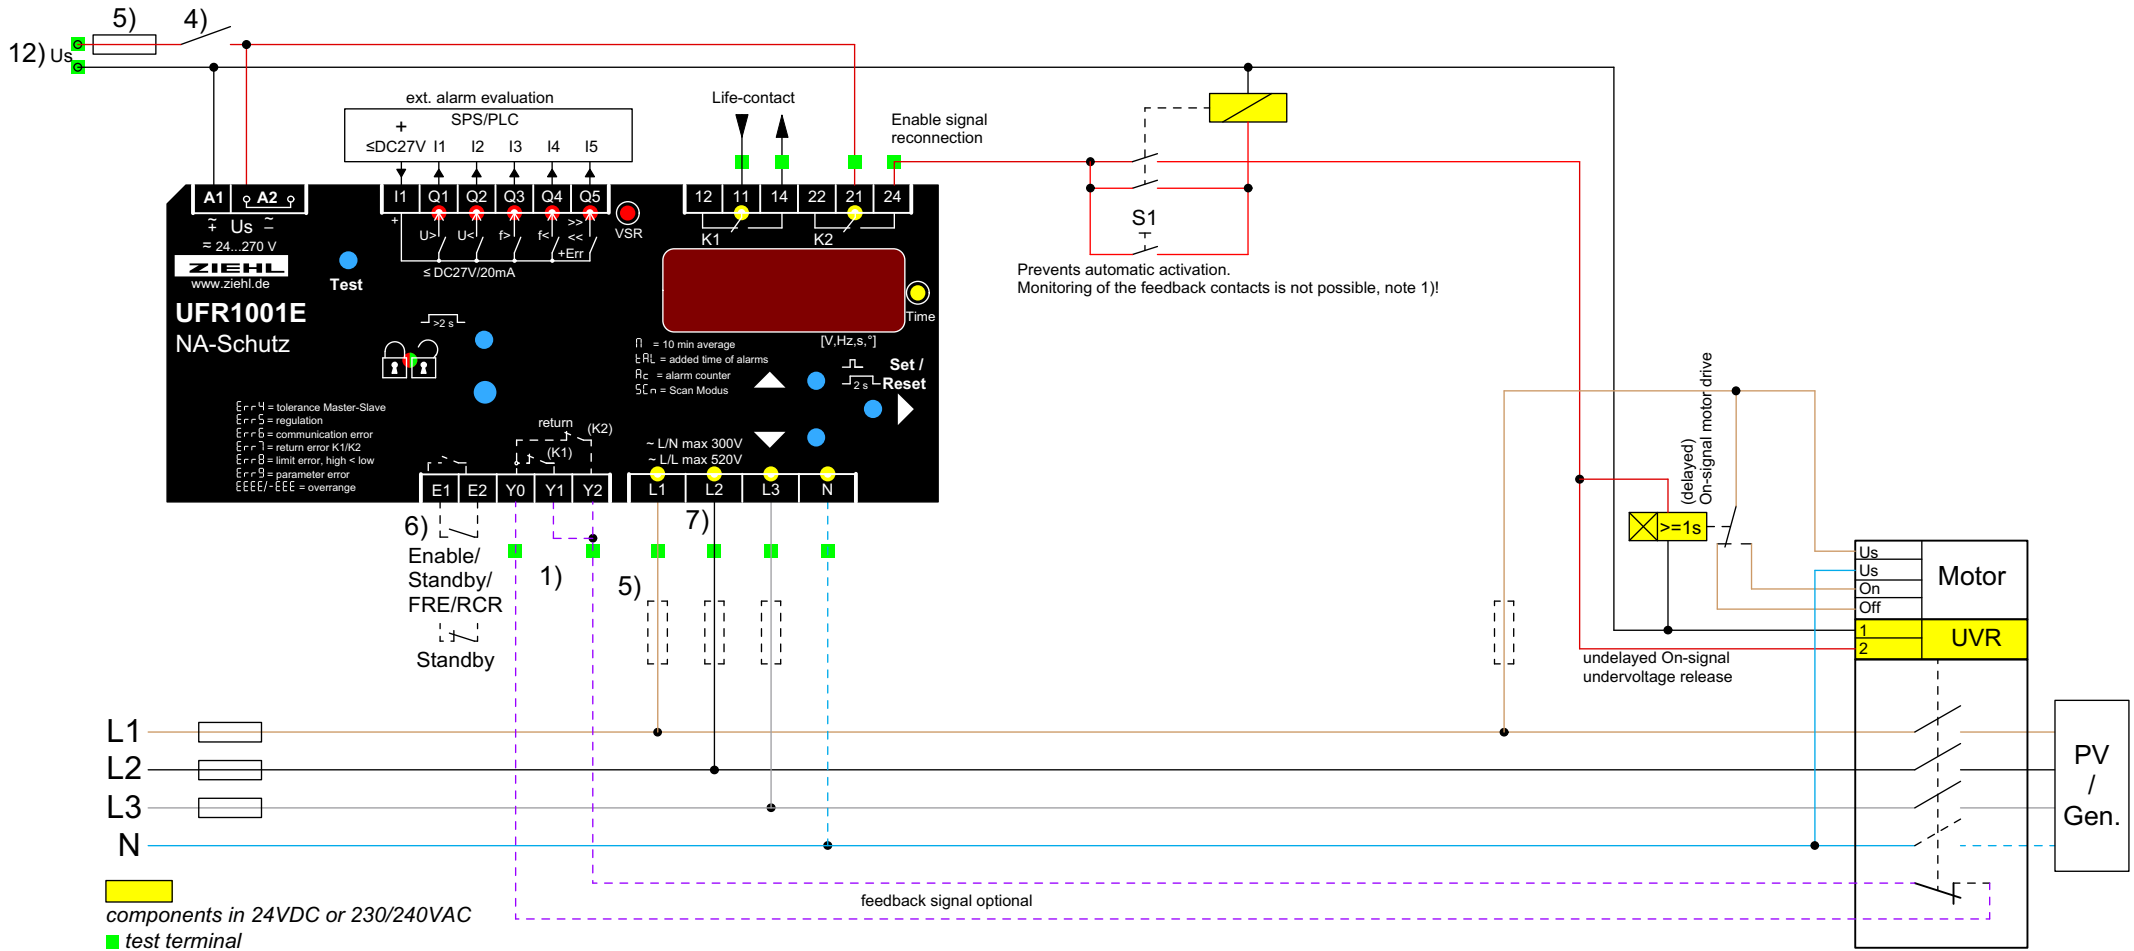 5)
4)
12) Us
ext. alarm evaluation
SPS/PLC
+
≤DC27V I1 I2 I3 I4 I5
Life-contact
Enable signal
reconnection
A1 A2
I1 Q1 Q2 Q3 Q4 Q5
12 11 14 22 21 24
~ Us ~
+ −
≂ 24...270 V
ZIEHL
www.ziehl.de
UFR1001E
NA-Schutz
Test
+ U> U< f> f< >>
<<
+Err
≤ DC27V/20mA
VSR
K1 K2
S1
Prevents automatic activation.
Monitoring of the feedback contacts is not possible, note 1)!
Time
[V,Hz,s,°]
>2 s
n = 10 min average
tAL = added time of alarms
Ac = alarm counter
SCn = Scan Modus
2 s
Set /
Reset
Err4 = tolerance Master-Slave
Err5 = regulation
Err6 = communication error
Err7 = return error K1/K2
Err8 = limit error, high < low
Err9 = parameter error
EEEE/-EEE = overrange
return (K2)
(K1)
~ L/N max 300V
~ L/L max 520V
E1 E2 Y0 Y1 Y2
L1 L2 L3 N
6)
Enable/
Standby/
FRE/RCR
Standby
1)
5)
7)
(delayed)
On-signal motor drive
>=1s
Us
Us
On
Off
Motor
1
2
UVR
undelayed On-signal
undervoltage release
L1
L2
L3
N
PV
/
Gen.
feedback signal optional
components in 24VDC or 230/240VAC
test terminal